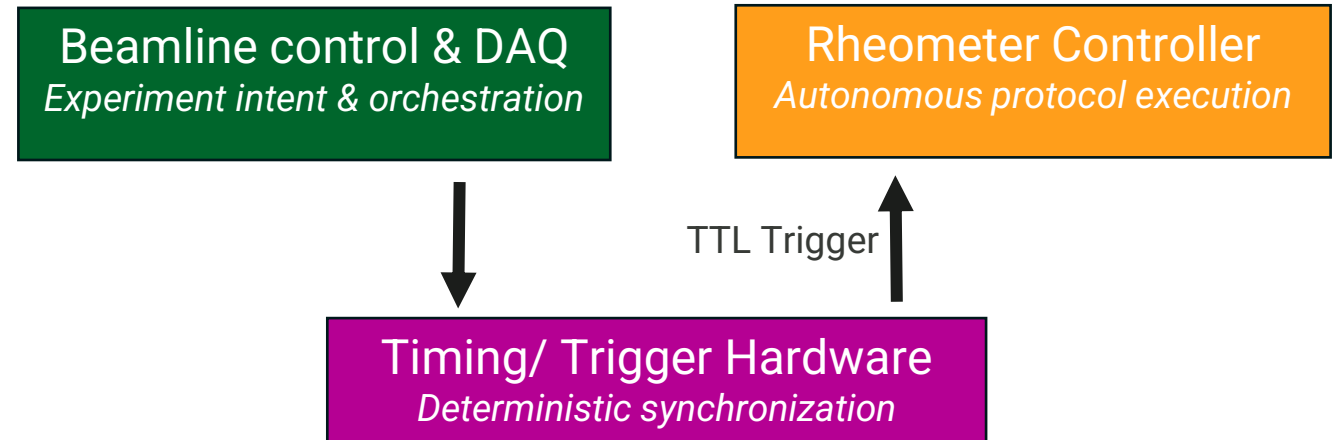 Beamline control & DAQ
Experiment intent & orchestration
Rheometer Controller
Autonomous protocol execution
TTL Trigger
Timing/ Trigger Hardware
Deterministic synchronization